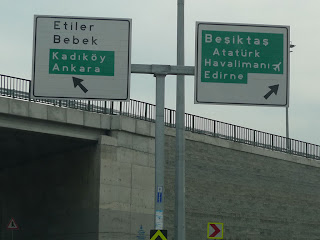 Etiler
Bebek
Kadıköy
Ankara
Beşiktaş
Atatürk
Havalimanı
Edirne